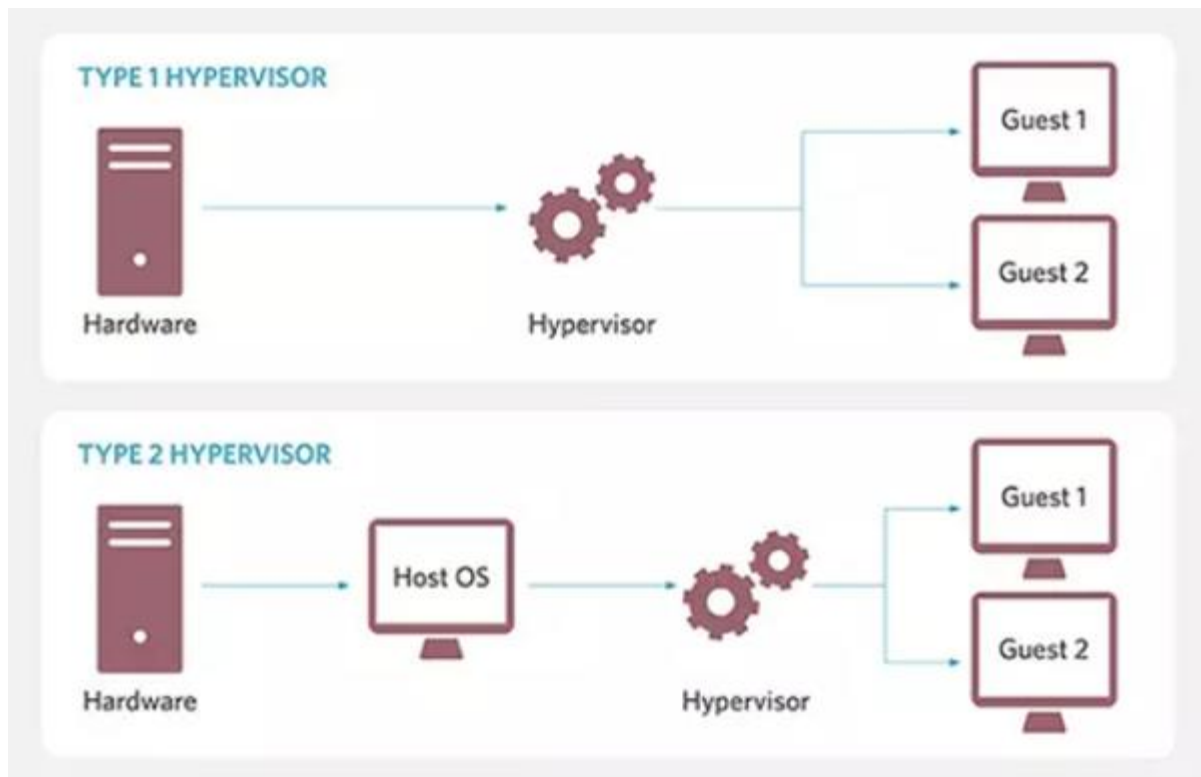 TYPE 1 HYPERVISOR
Guest 1
Guest 2
Hardware
Hypervisor
TYPE 2 HYPERVISOR
Guest 1
Host OS
Guest 2
Hardware
Hypervisor